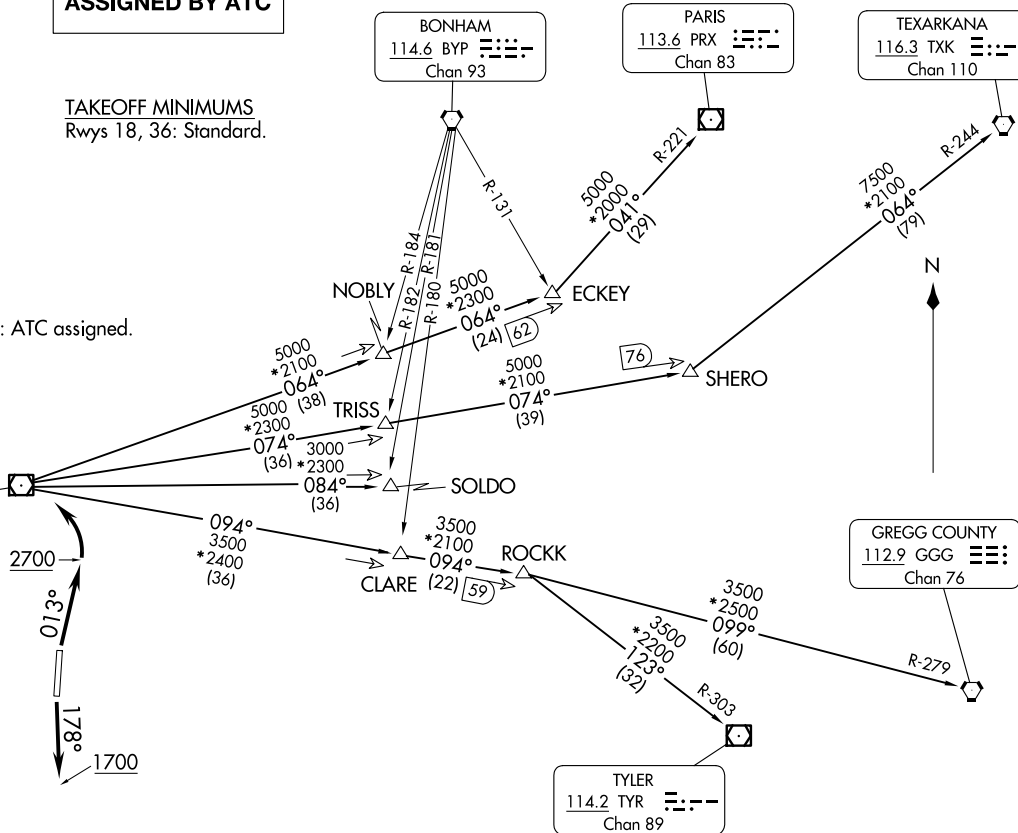 ASSIGNED BY ATC
TAKEOFF MINIMUMS
Rwys 18, 36: Standard.
: ATC assigned.
BONHAM
114.6 BYP
Chan 93
PARIS
113.6 PRX
Chan 83
TEXARKANA
116.3 TXK
Chan 110
R-221
R-244
R-131
R-184
R-181
R-182
R-180
5000
*2000
041°
(29)
7500
*2100
064°
(79)
N
NOBLY
5000
*2300
064°
(24)
62
ECKEY
5000
*2100
064°
(38)
76
SHERO
TRISS
5000
*2100
074°
(39)
5000
*2300
074°
(36)
3000
*2300
084°
(36)
SOLDO
094°
3500
*2400
(36)
CLARE
3500
*2100
094°
(22)
59
ROCKK
3500
*2500
099°
(60)
R-279
3500
*2200
123°
(32)
R-303
GREGG COUNTY
112.9 GGG
Chan 76
2700
013°
178°
1700
TYLER
114.2 TYR
Chan 89